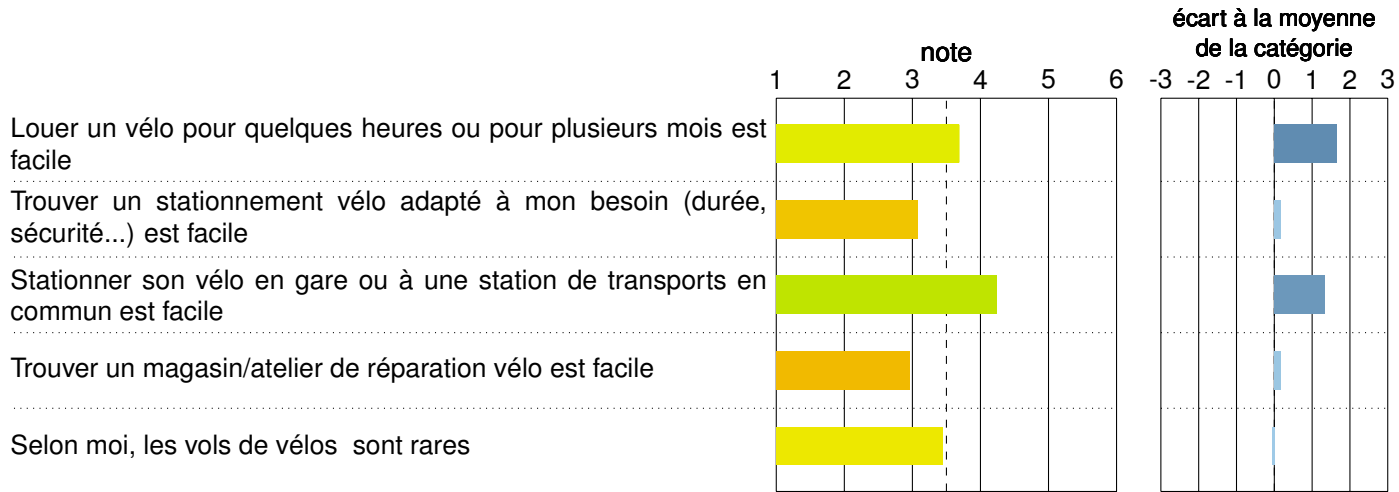 écart à la moyenne
de la catégorie
note
1 2 3 4 5 6
-3 -2 -1 0 1 2 3
Louer un vélo pour quelques heures ou pour plusieurs mois est
facile
Trouver un stationnement vélo adapté à mon besoin (durée,
sécurité...) est facile
Stationner son vélo en gare ou à une station de transports en
commun est facile
Trouver un magasin/atelier de réparation vélo est facile
Selon moi, les vols de vélos sont rares